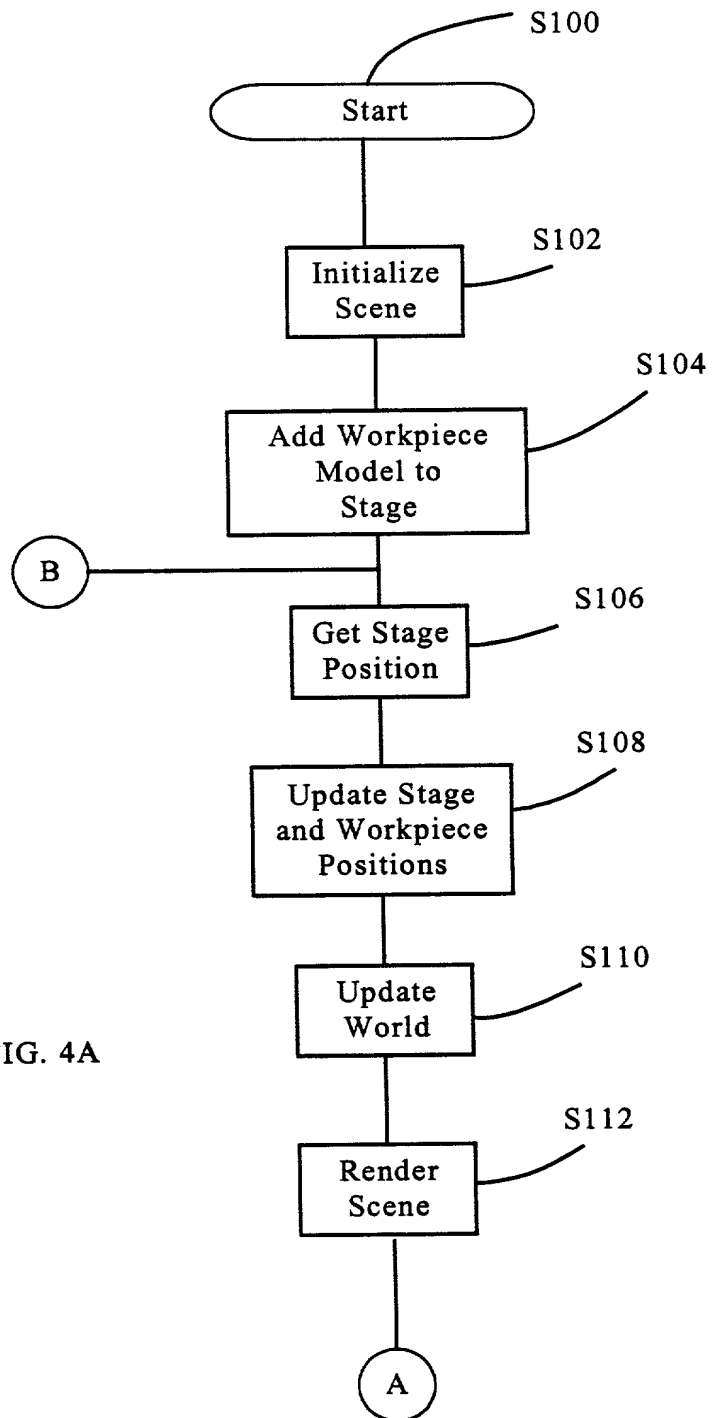 S100
Start
S102
Initialize
Scene
S104
Add Workpiece
Model to
Stage
B
S106
Get Stage
Position
S108
Update Stage
and Workpiece
Positions
S110
Update
World
IG. 4A
S112
Render
Scene
A